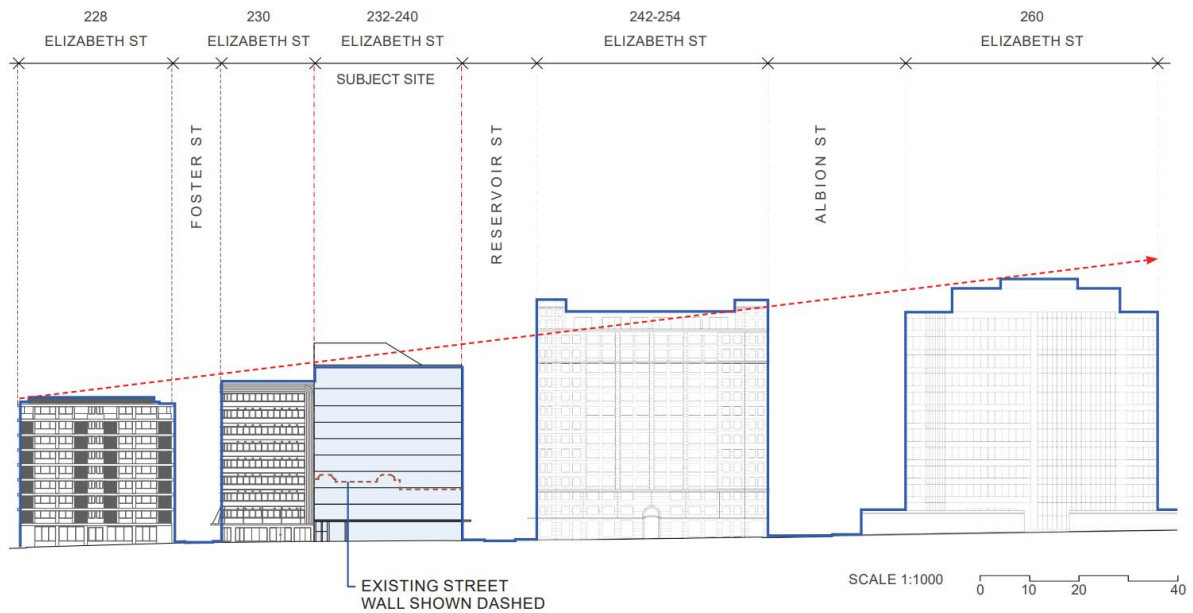 228
ELIZABETH ST
230
ELIZABETH ST
232-240
ELIZABETH ST
SUBJECT SITE
242-254
ELIZABETH ST
260
ELIZABETH ST
FOSTER ST
RESERVOIR ST
ALBION ST
EXISTING STREET
WALL SHOWN DASHED
SCALE 1:1000
0 10 20 40